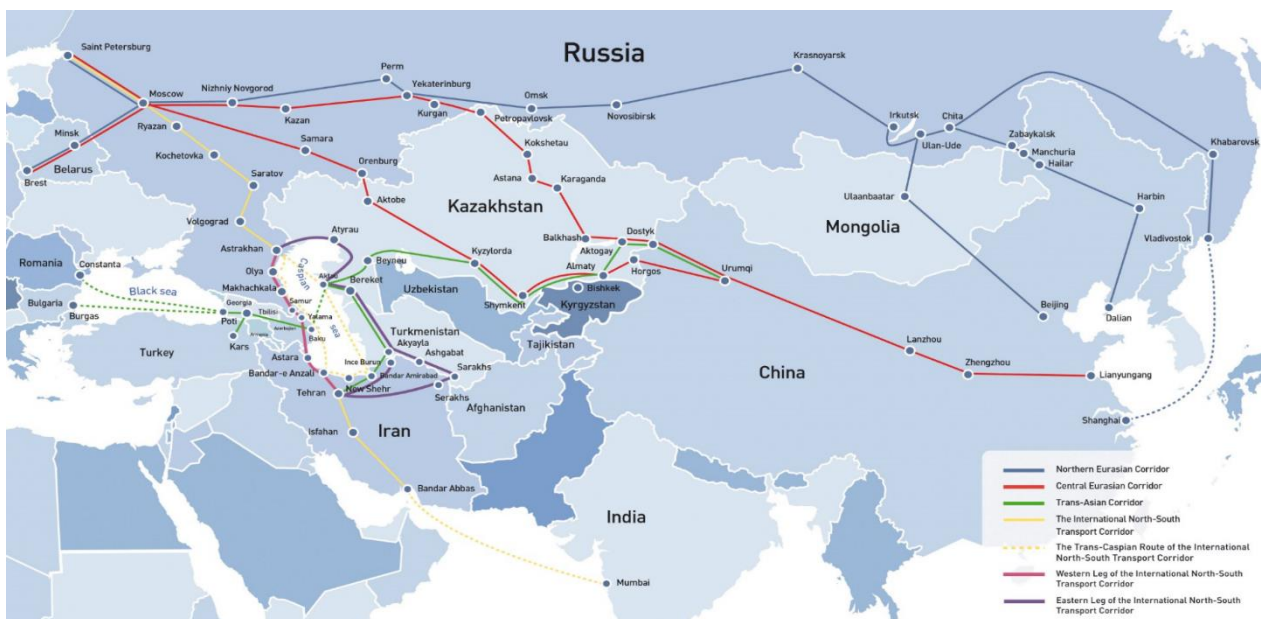 Russia
Saint Petersburg
Moscow
Nizhniy Novgorod
Perm
Yekaterinburg
Kazan
Kurgan
Petropavlovsk
Omsk
Novosibirsk
Krasnoyarsk
Irkutsk
Ulan-Ude
Chita
Zabaykalsk
Manchuria
Hailar
Khabarovsk
Minsk
Belarus
Brest
Ryazan
Kochetovka
Samara
Orenburg
Kokshetau
Astana
Karaganda
Saratov
Aktobe
Kazakhstan
Ulaanbaatar
Mongolia
Harbin
Vladivostok
Volgograd
Atyrau
Balkhash
Dostyk
Aktogay
Astrakhan
Romania
Constanta
Olya
Caspian
sea
Aktau
Beyneu
Bereket
Kyzylorda
Almaty
Horgos
Urumqi
Bishkek
Kyrgyzstan
Shymkent
Uzbekistan
Black sea
Makhachkala
Samur
Yalama
Bulgaria
Burgas
Georgia
Tbilisi
Poti
Kars
Armenia
Azerbaijan
Baku
Turkey
Turkmenistan
Tajikistan
Beijing
Dalian
Lanzhou
Zhengzhou
Lianyungang
Shanghai
China
Astara
Bandar-e Anzali
Ince Burun
Akyayla
Ashgabat
Bandar Amirabad
Sarakhs
Serakhs
Tehran
New Shehr
Afghanistan
Isfahan
Iran
Bandar Abbas
India
Mumbai
Northern Eurasian Corridor
Central Eurasian Corridor
Trans-Asian Corridor
The International North-South
Transport Corridor
The Trans-Caspian Route of the International
North-South Transport Corridor
Western Leg of the International North-South
Transport Corridor
Eastern Leg of the International North-South
Transport Corridor